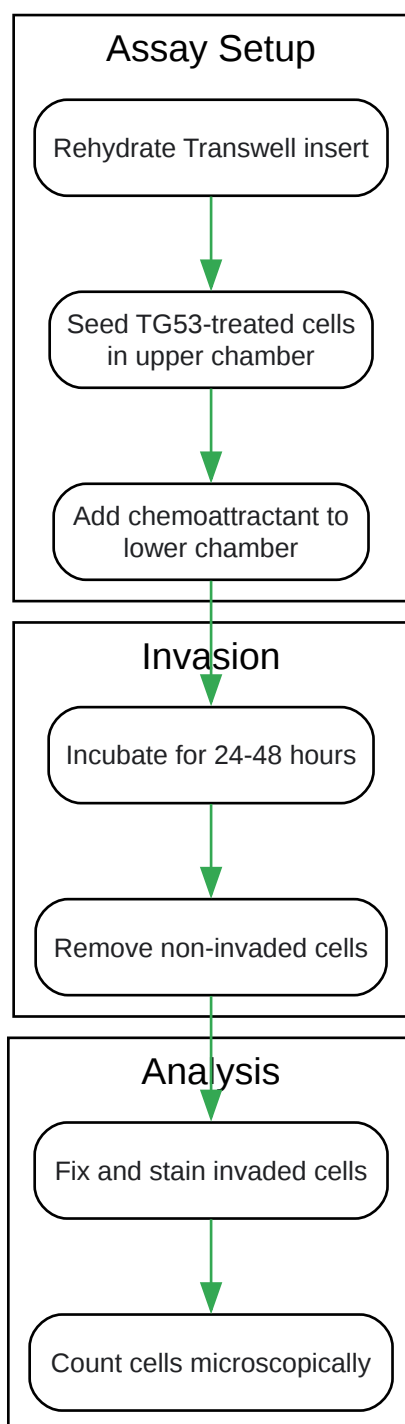 Assay Setup
Rehydrate Transwell insert
Seed TG53-treated cells
in upper chamber
Add chemoattractant to
lower chamber
Invasion
Incubate for 24-48 hours
Remove non-invaded cells
Analysis
Fix and stain invaded cells
Count cells microscopically